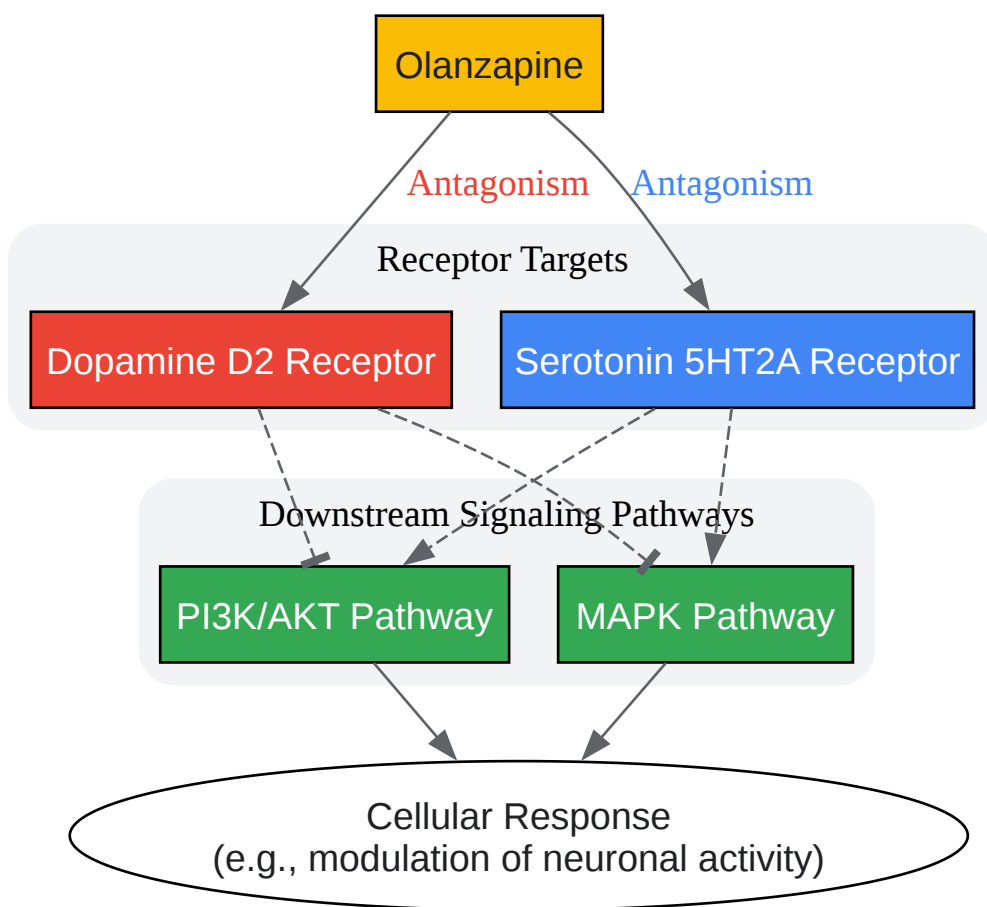 Olanzapine
Antagonism
Antagonism
Receptor Targets
Dopamine D2 Receptor
Serotonin 5HT2A Receptor
Downstream Signaling Pathways
PI3K/AKT Pathway
MAPK Pathway
Cellular Response
(e.g., modulation of neuronal activity)